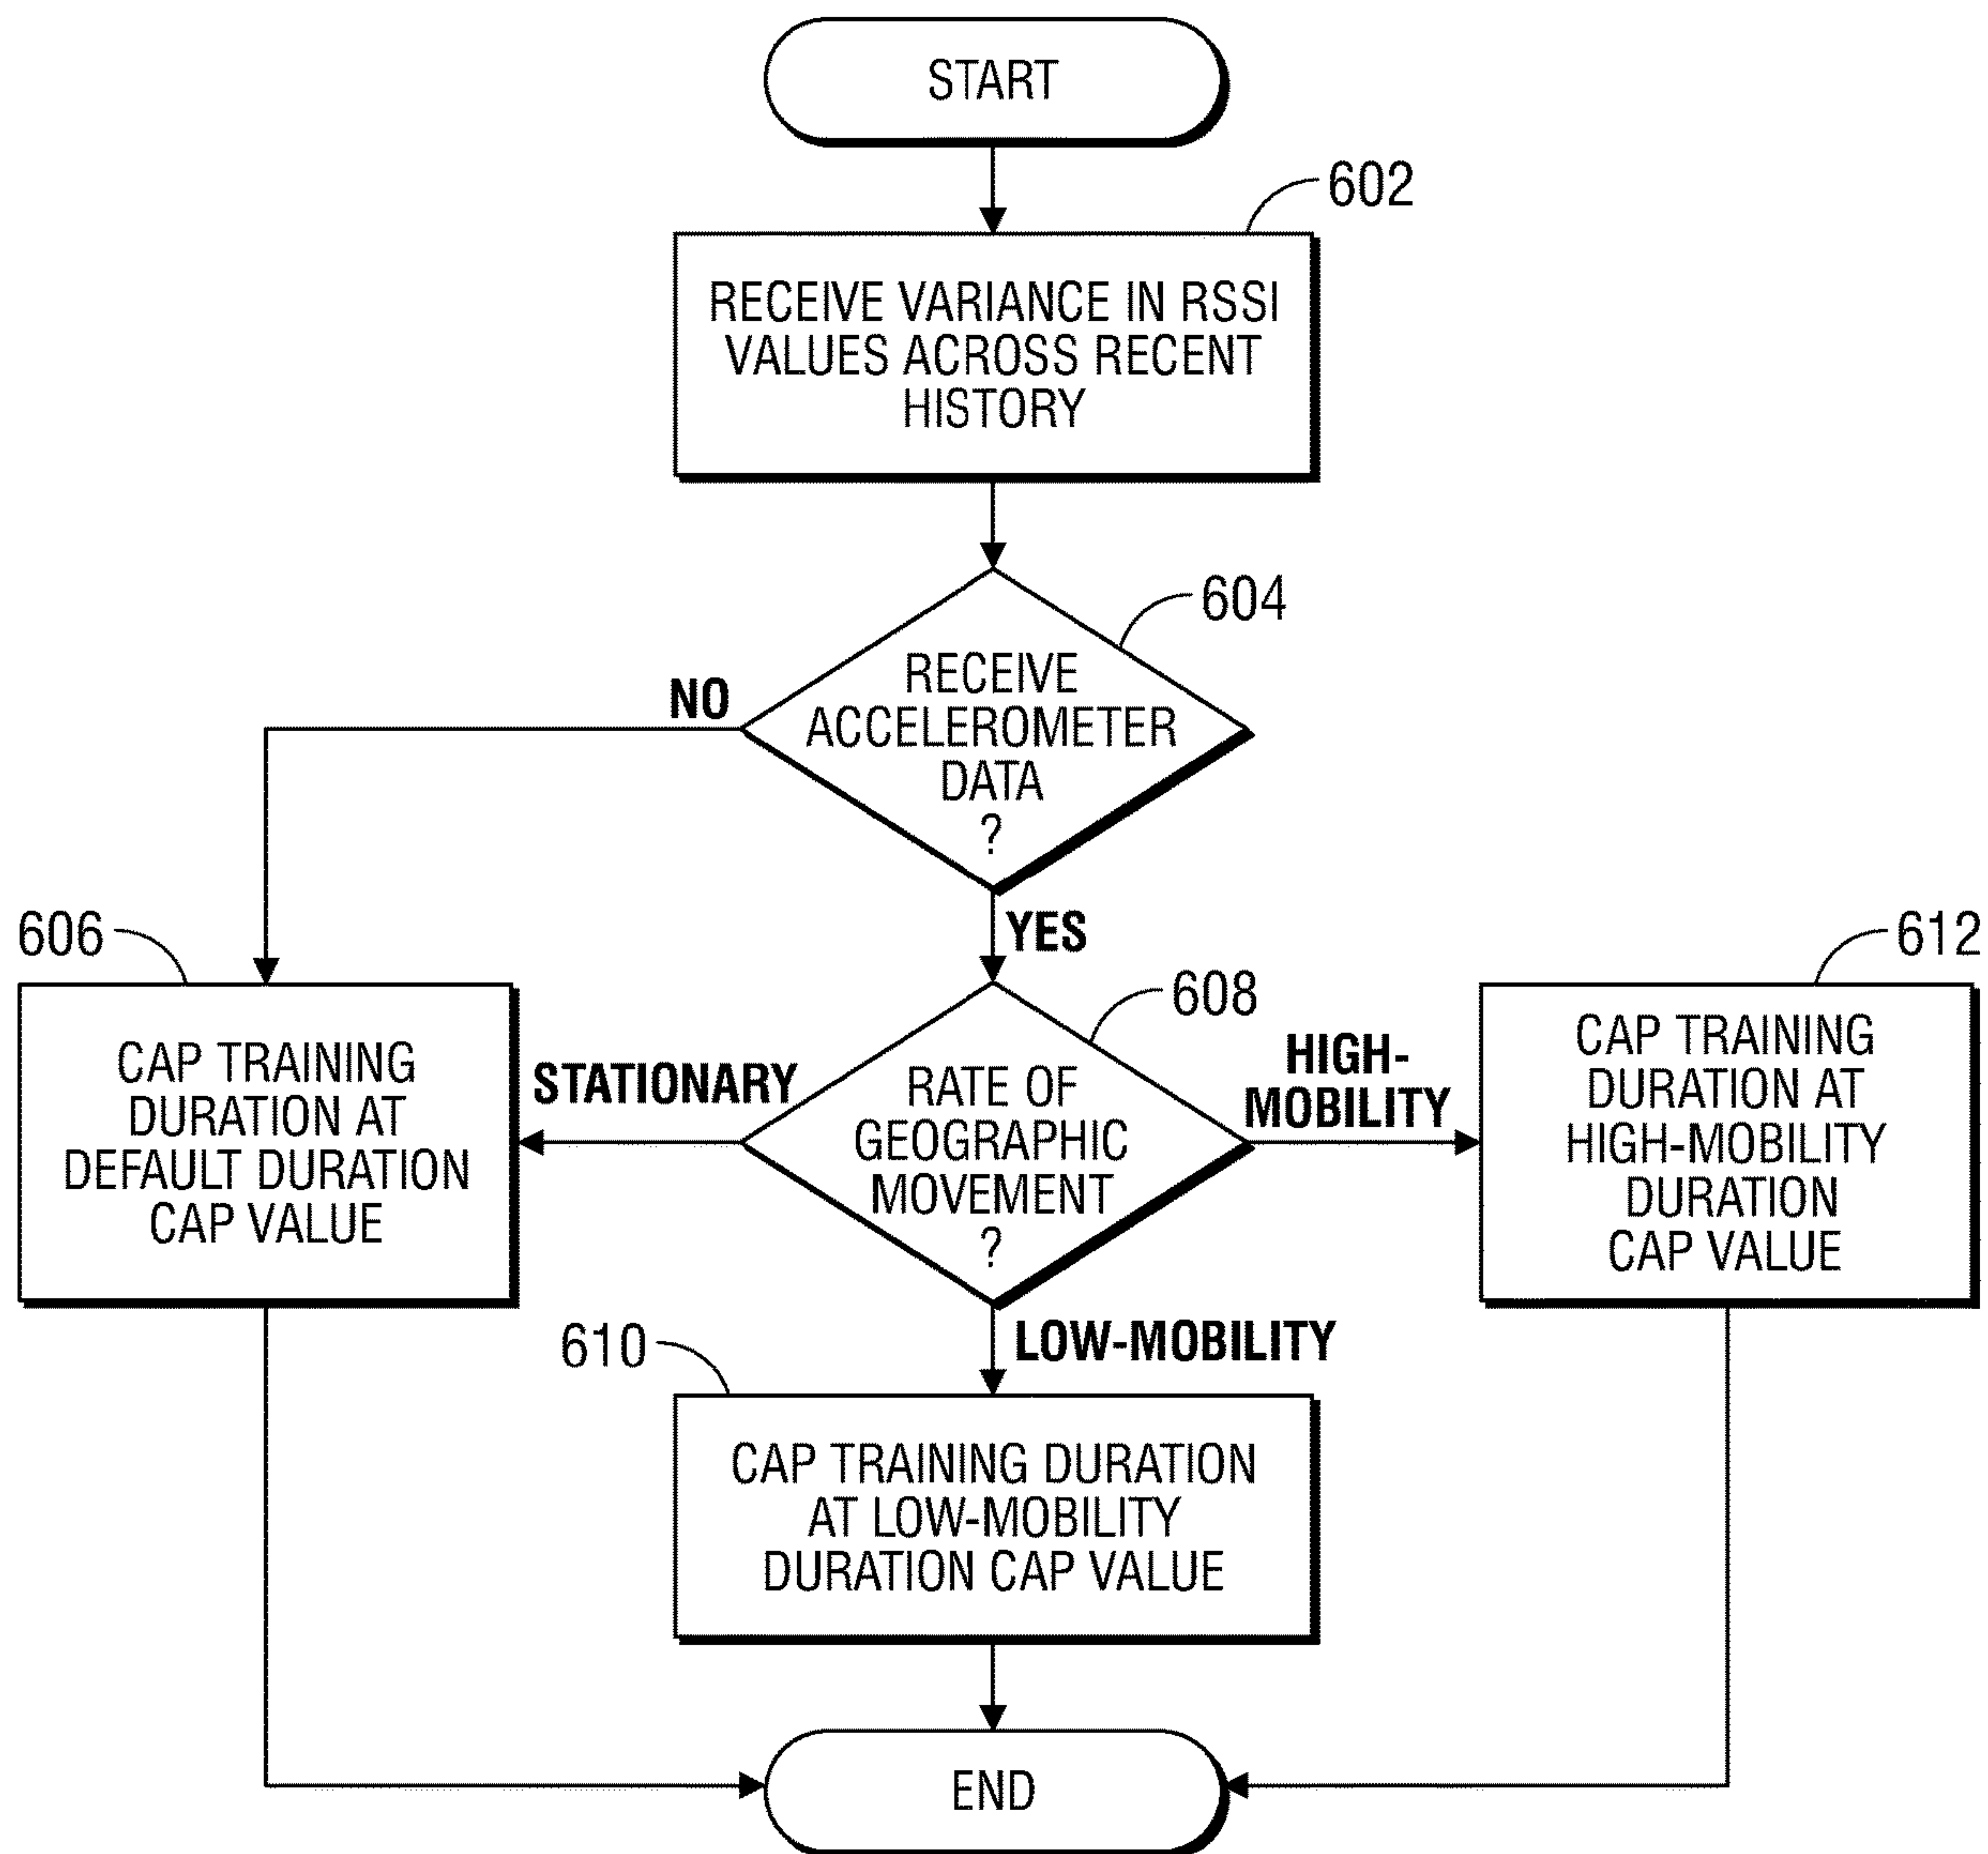 START
602
RECEIVE VARIANCE IN RSSI
VALUES ACROSS RECENT
HISTORY
604
RECEIVE
ACCELEROMETER
DATA
?
NO
YES
606
CAP TRAINING
DURATION AT
DEFAULT DURATION
CAP VALUE
STATIONARY
608
RATE OF
GEOGRAPHIC
MOVEMENT
?
HIGH-
MOBILITY
612
CAP TRAINING
DURATION AT
HIGH-MOBILITY
DURATION
CAP VALUE
LOW-MOBILITY
610
CAP TRAINING DURATION
AT LOW-MOBILITY
DURATION CAP VALUE
END